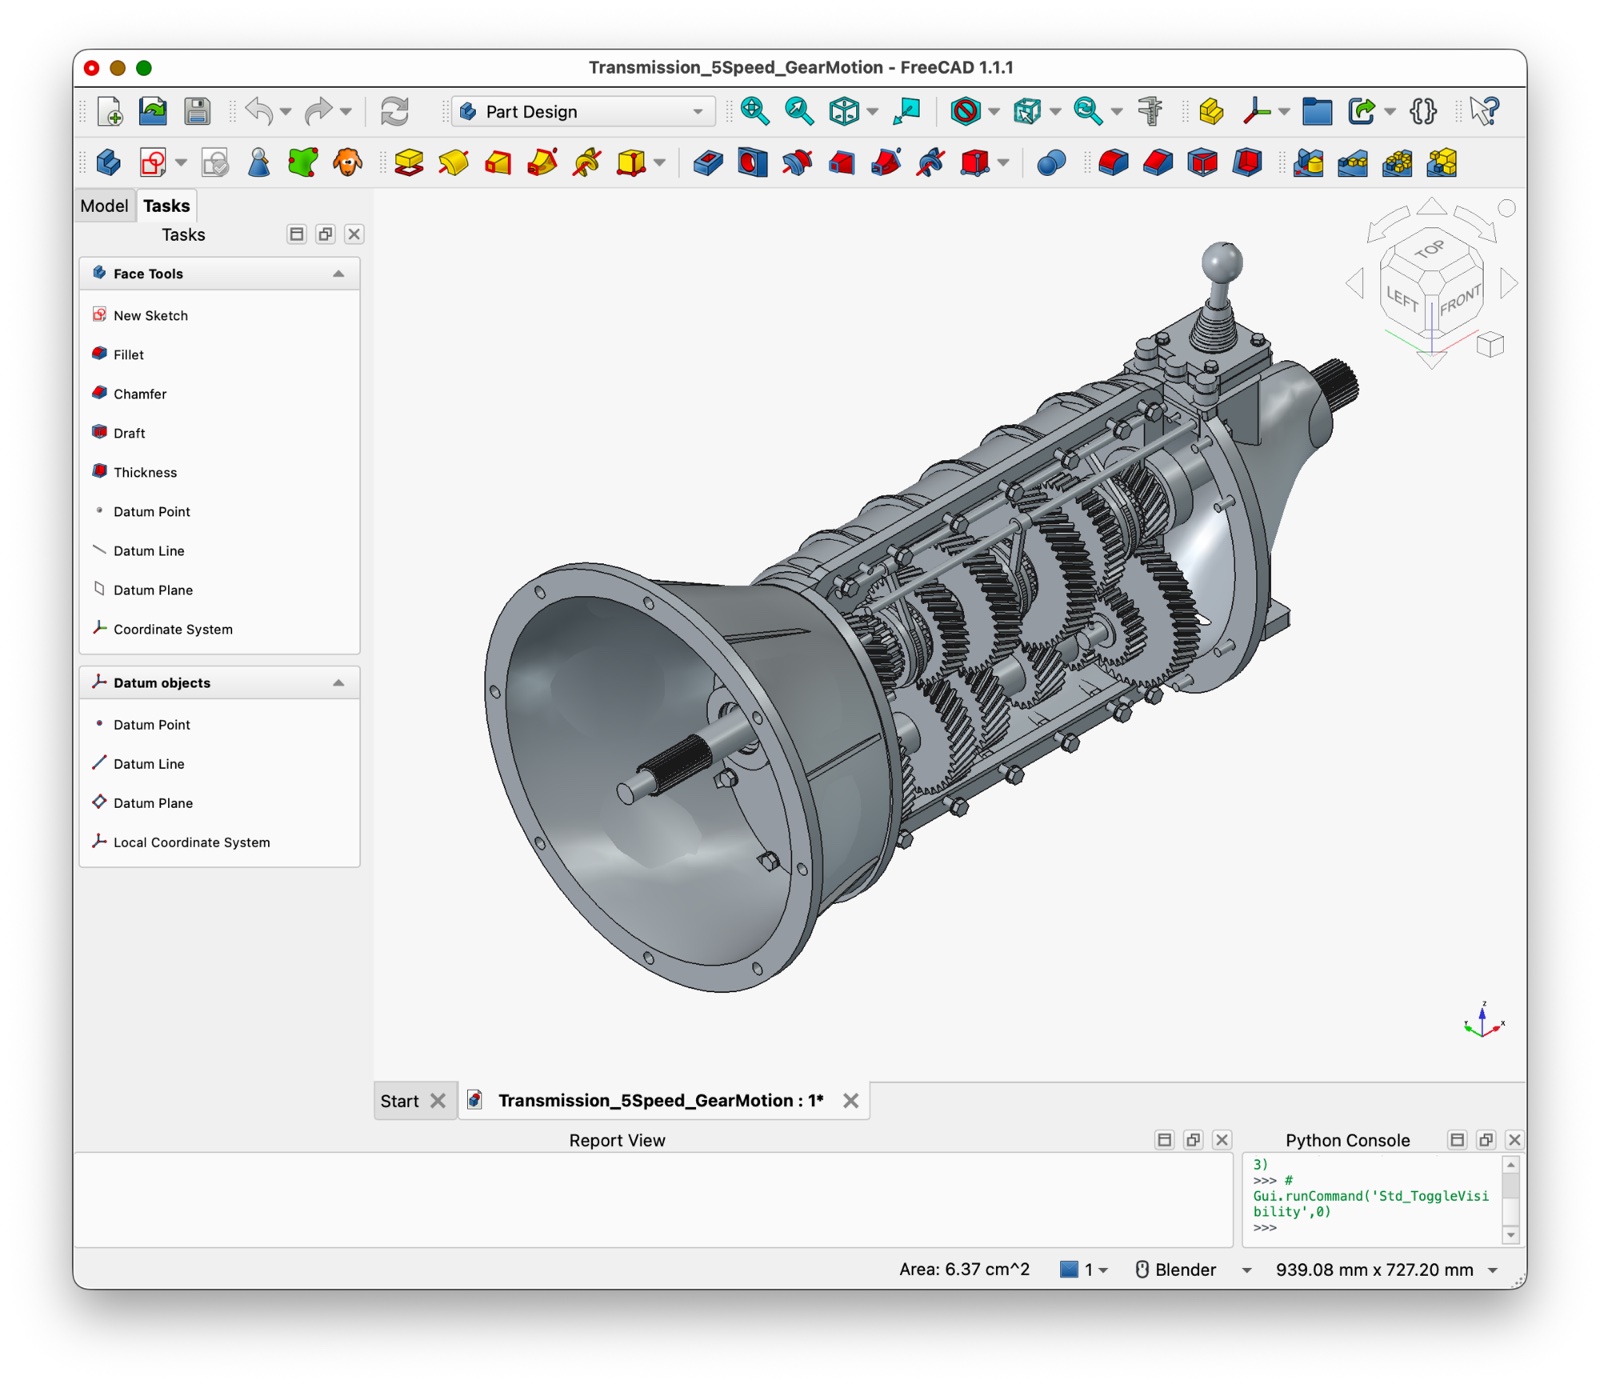 Transmission_5Speed_GearMotion - FreeCAD 1.1.1
Part Design
Model
Tasks
Tasks
Face Tools
New Sketch
Fillet
Chamfer
Draft
Thickness
Datum Point
Datum Line
Datum Plane
Coordinate System
Datum objects
Datum Point
Datum Line
Datum Plane
Local Coordinate System
TOP
LEFT
FRONT
Z
Y
X
Start
Transmission_5Speed_GearMotion : 1*
Report View
Python Console
3)
>>> #
Gui.runCommand('Std_ToggleVisi
bility',0)
>>>
Area: 6.37 cm^2
1
Blender
939.08 mm x 727.20 mm